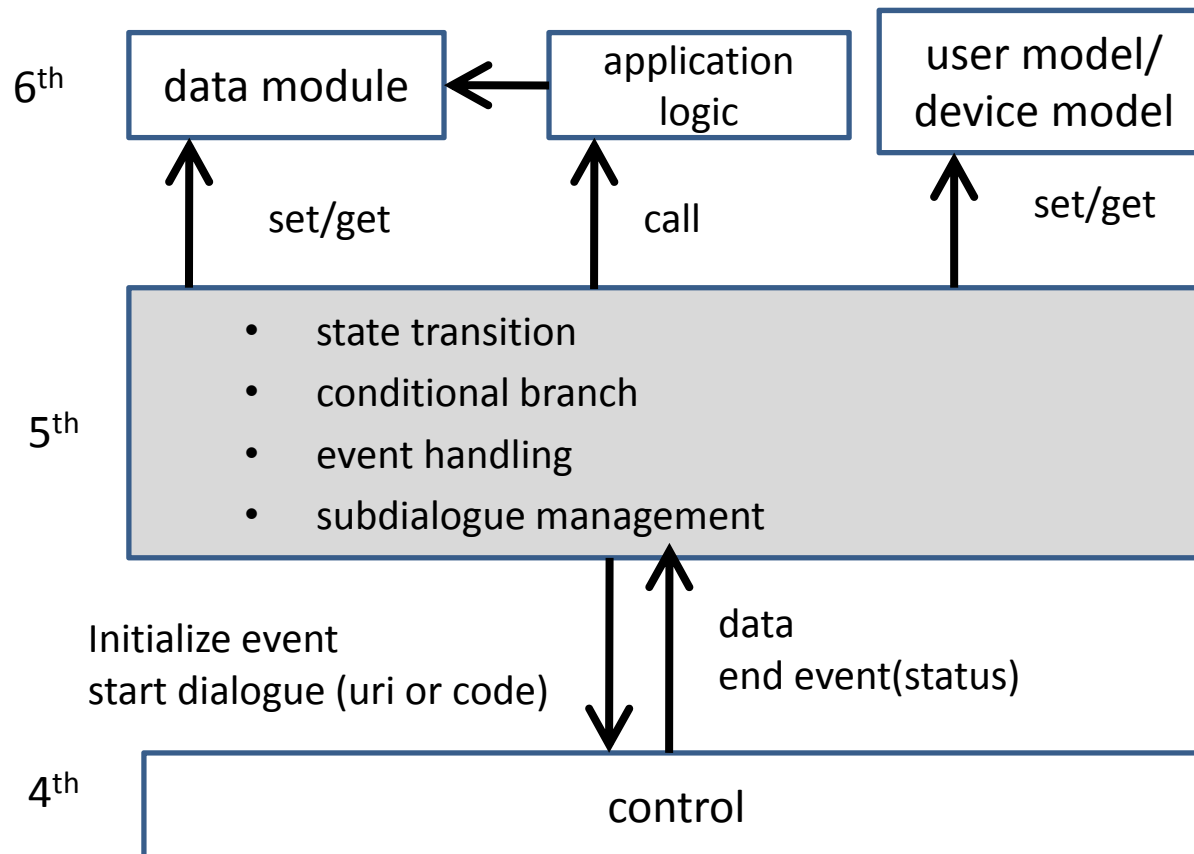 6th
data module
application
logic
user model/
device model
set/get
call
set/get
5th
• state transition
• conditional branch
• event handling
• subdialogue management
Initialize event
start dialogue (uri or code)
data
end event(status)
4th
control